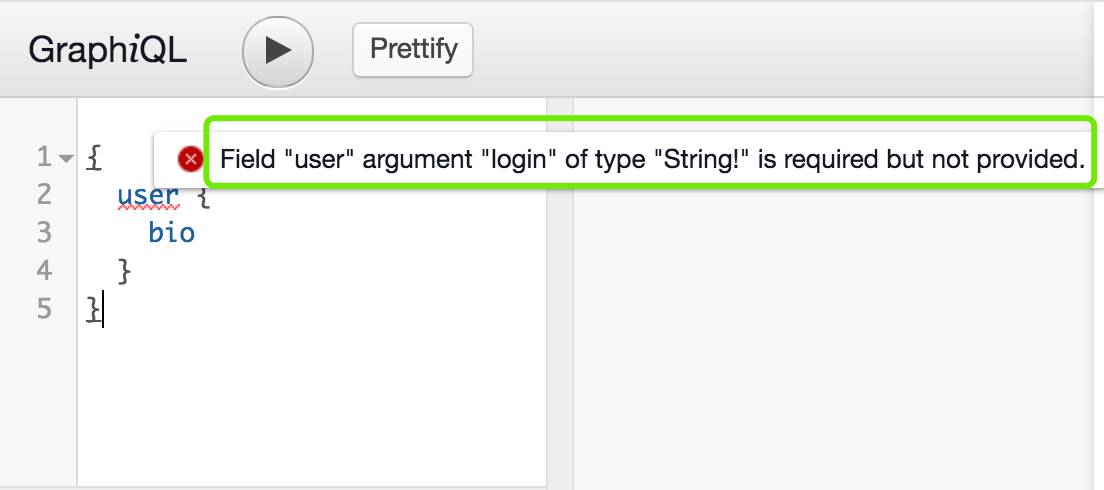 GraphiQL
Prettify
Field "user" argument "login" of type "String!" is required but not provided.
1 {
2 user {
3 bio
4 }
5 }